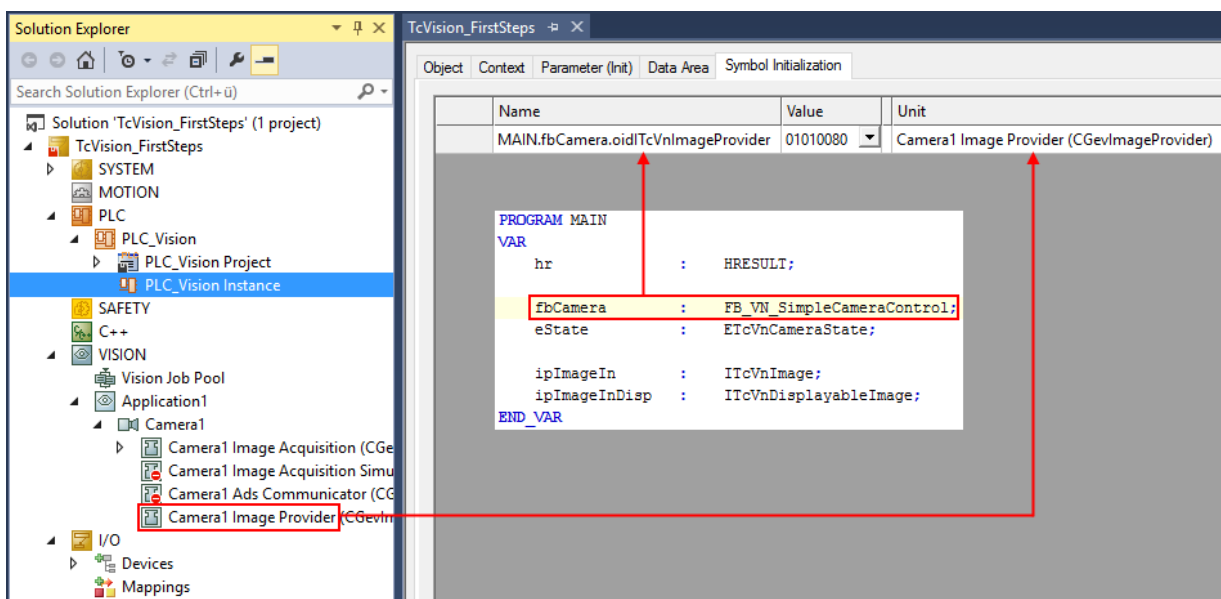 Solution Explorer
Search Solution Explorer (Ctrl+ü)
Solution 'TcVision_FirstSteps' (1 project)
TcVision_FirstSteps
SYSTEM
MOTION
PLC
PLC_Vision
PLC_Vision Project
PLC_Vision Instance
SAFETY
C++
VISION
Vision Job Pool
Application1
Camera1
Camera1 Image Acquisition (CGe
Camera1 Image Acquisition Simu
Camera1 Ads Communicator (CG
Camera1 Image Provider (CGevIm
I/O
Devices
Mappings
TcVision_FirstSteps
Object Context Parameter (Init) Data Area Symbol Initialization
Name Value Unit
MAIN.fbCamera.oidITcVnImageProvider 01010080 Camera1 Image Provider (CGevImageProvider)
PROGRAM MAIN
VAR
hr : HRESULT;
fbCamera : FB_VN_SimpleCameraControl;
eState : ETcVnCameraState;
ipImageIn : ITcVnImage;
ipImageInDisp : ITcVnDisplayableImage;
END_VAR